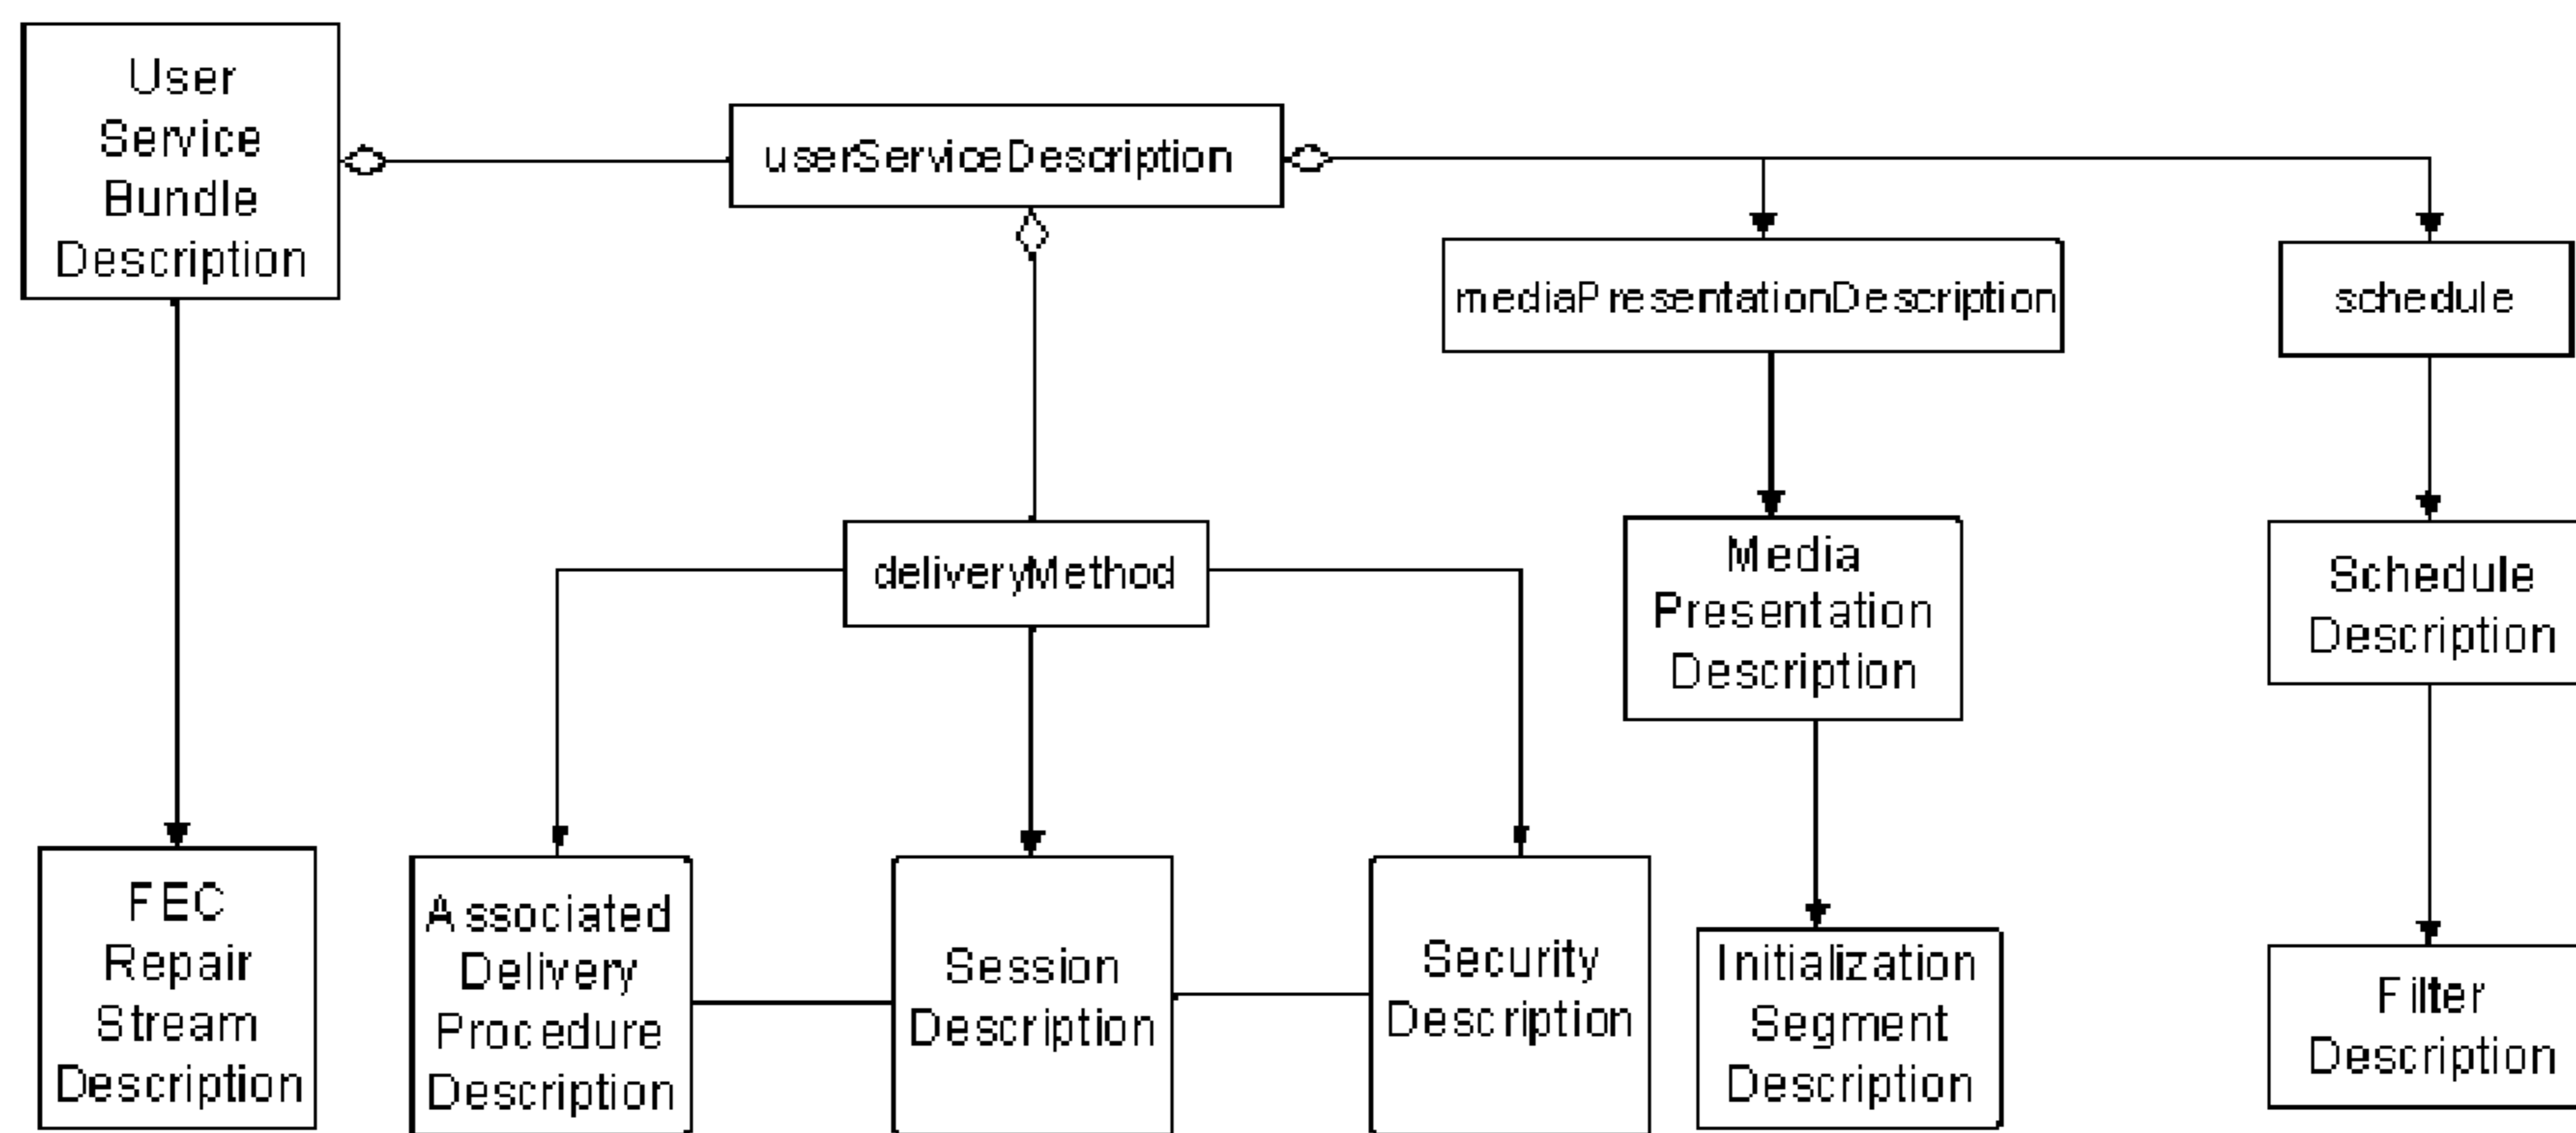 User
Service
Bundle
Description
userServiceDescription
mediaPresentationDescription
schedule
deliveryMethod
Media
Presentation
Description
Schedule
Description
FEC
Repair
Stream
Description
Associated
Delivery
Procedure
Description
Session
Description
Security
Description
Initialization
Segment
Description
Filter
Description